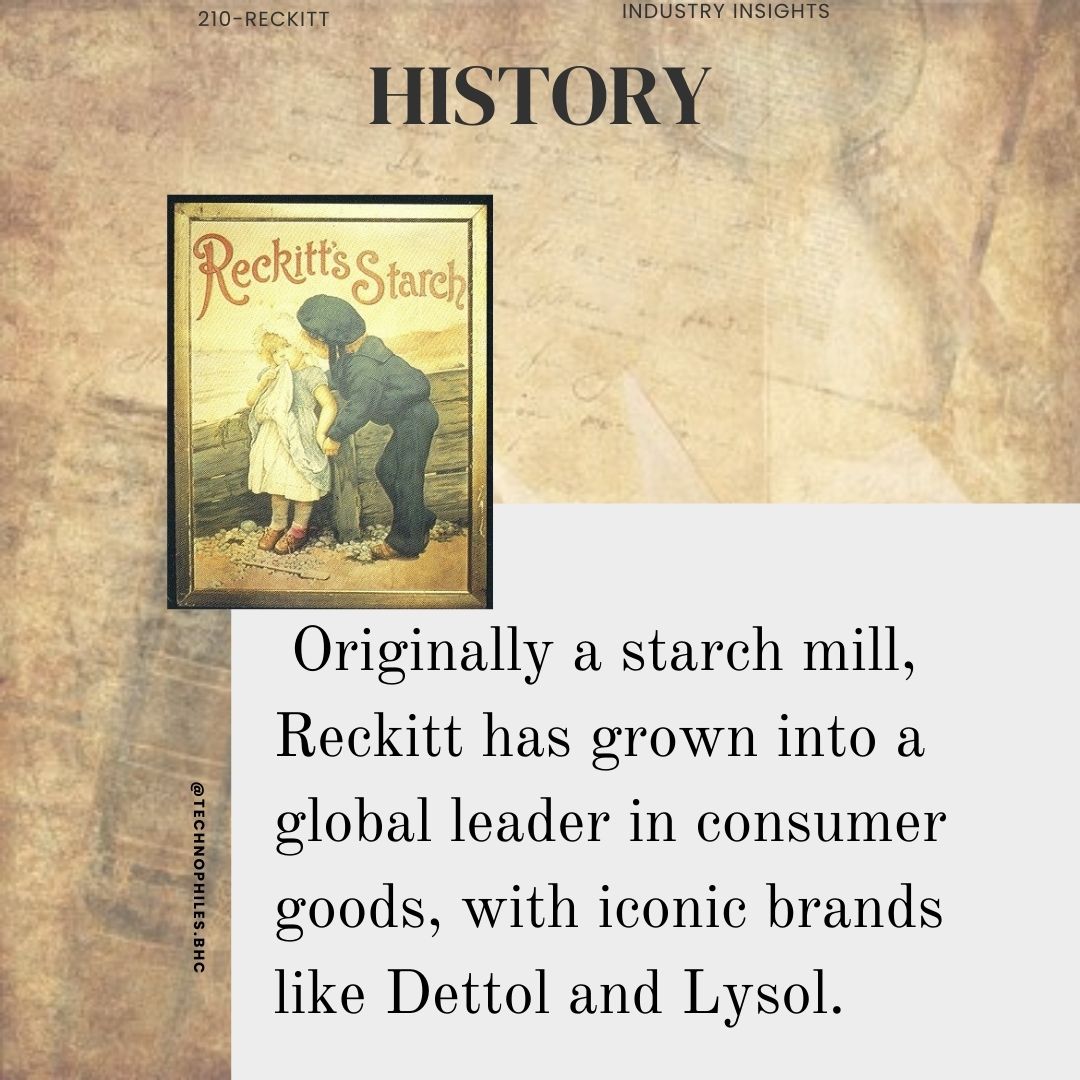 210-RECKITT
INDUSTRY INSIGHTS
HISTORY
Reckitt's Starch
Originally a starch mill,
Reckitt has grown into a
global leader in consumer
goods, with iconic brands
like Dettol and Lysol.
@TECHNOPHILES.BHC